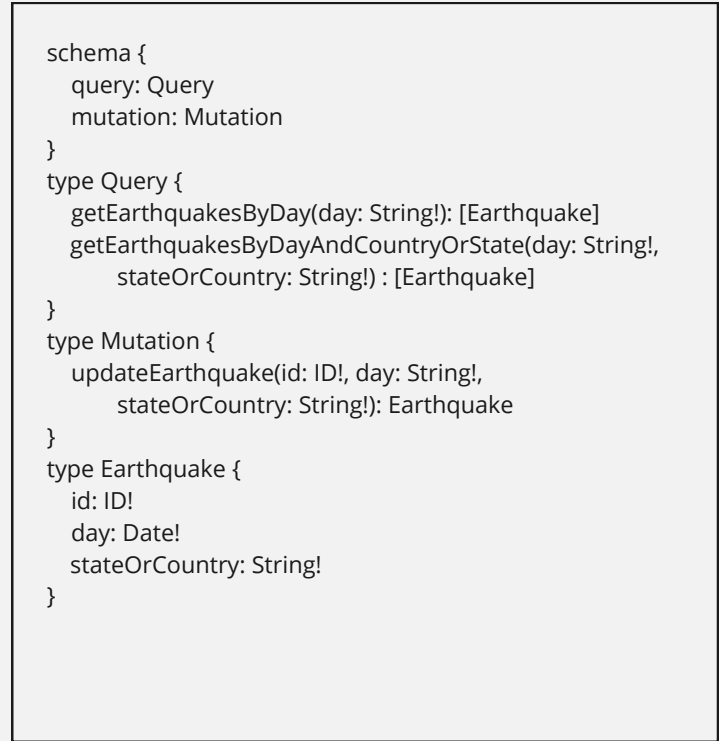 schema {
query: Query
mutation: Mutation
}
type Query {
getEarthquakesByDay(day: String!): [Earthquake]
getEarthquakesByDayAndCountryOrState(day: String!,
stateOrCountry: String!) : [Earthquake]
}
type Mutation {
updateEarthquake(id: ID!, day: String!,
stateOrCountry: String!): Earthquake
}
type Earthquake {
id: ID!
day: Date!
stateOrCountry: String!
}